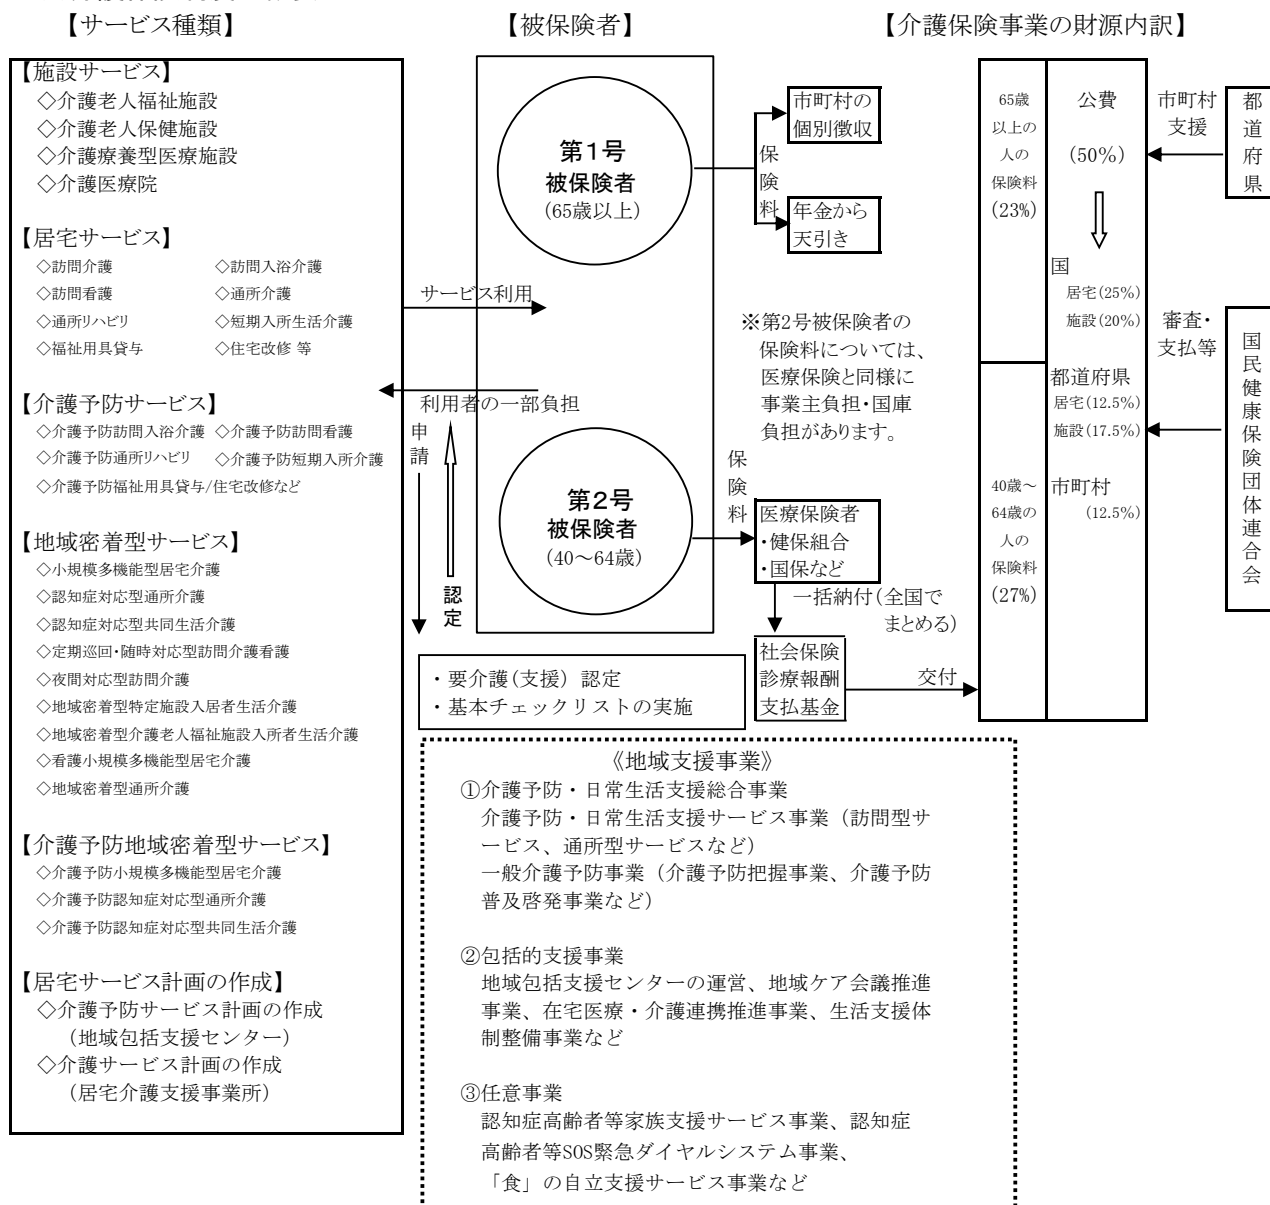 【サービス種類】
【施設サービス】
◇介護老人福祉施設
◇介護老人保健施設
◇介護療養型医療施設
◇介護医療院
【居宅サービス】
◇訪問介護 ◇訪問入浴介護
◇訪問看護 ◇通所介護
◇通所リハビリ ◇短期入所生活介護
◇福祉用具貸与 ◇住宅改修 等
【介護予防サービス】
◇介護予防訪問入浴介護 ◇介護予防訪問看護
◇介護予防通所リハビリ ◇介護予防短期入所介護
◇介護予防福祉用具貸与/住宅改修など
【地域密着型サービス】
◇小規模多機能型居宅介護
◇認知症対応型通所介護
◇認知症対応型共同生活介護
◇定期巡回・随時対応型訪問介護看護
◇夜間対応型訪問介護
◇地域密着型特定施設入居者生活介護
◇地域密着型介護老人福祉施設入所者生活介護
◇看護小規模多機能型居宅介護
◇地域密着型通所介護
【介護予防地域密着型サービス】
◇介護予防小規模多機能型居宅介護
◇介護予防認知症対応型通所介護
◇介護予防認知症対応型共同生活介護
【居宅サービス計画の作成】
◇介護予防サービス計画の作成
(地域包括支援センター)
◇介護サービス計画の作成
(居宅介護支援事業所)
【被保険者】
第1号
被保険者
(65歳以上)
サービス利用
利用者の一部負担
申請
認定
第2号
被保険者
(40～64歳)
保険料
市町村の
個別徴収
年金から
天引き
※第2号被保険者の
保険料については、
医療保険と同様に
事業主負担・国庫
負担があります。
保険料
医療保険者
・健保組合
・国保など
一括納付(全国で
まとめる)
社会保険
診療報酬
支払基金
交付
・要介護(支援) 認定
・基本チェックリストの実施
《地域支援事業》
①介護予防・日常生活支援総合事業
介護予防・日常生活支援サービス事業（訪問型サ
ービス、通所型サービスなど）
一般介護予防事業（介護予防把握事業、介護予防
普及啓発事業など）
②包括的支援事業
地域包括支援センターの運営、地域ケア会議推進
事業、在宅医療・介護連携推進事業、生活支援体
制整備事業など
③任意事業
認知症高齢者等家族支援サービス事業、認知症
高齢者等SOS緊急ダイヤルシステム事業、
「食」の自立支援サービス事業など
【介護保険事業の財源内訳】
65歳
以上の
人の
保険料
(23%)
40歳～
64歳の
人の
保険料
(27%)
公費
(50%)
国
居宅(25%)
施設(20%)
都道府県
居宅(12.5%)
施設(17.5%)
市町村
(12.5%)
市町村
支援
都道府県
審査・
支払等
国民健康保険団体連合会